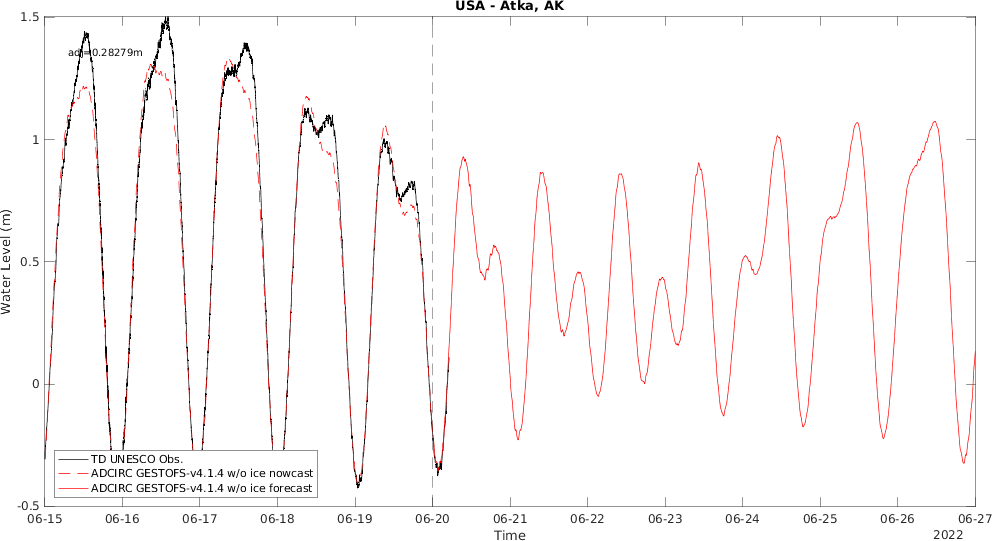 USA - Atka, AK
1.5
1
0.5
0
-0.5
Water Level (m)
adj=0.28279m
TD UNESCO Obs.
ADCIRC GESTOFS-v4.1.4 w/o ice nowcast
ADCIRC GESTOFS-v4.1.4 w/o ice forecast
06-15 06-16 06-17 06-18 06-19 06-20 06-21 06-22 06-23 06-24 06-25 06-26 06-27
Time
2022